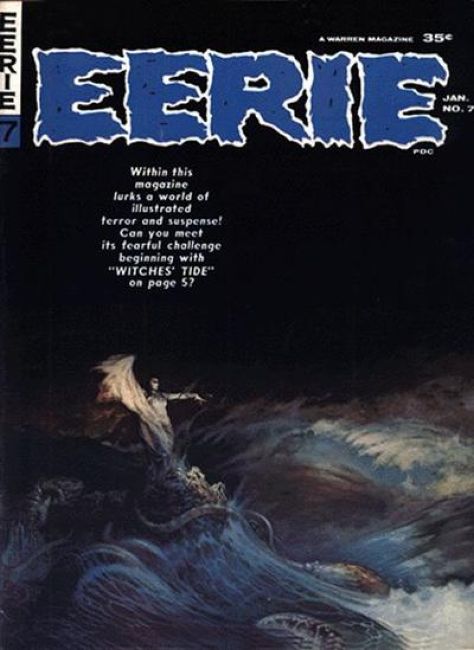 EERIE
7
A WARREN MAGAZINE 35¢
EERIE
JAN.
NO. 7
PDC
Within this
magazine
lurks a world of
illustrated
terror and suspense!
Can you meet
its fearful challenge
beginning with
"WITCHES' TIDE"
on page 5?